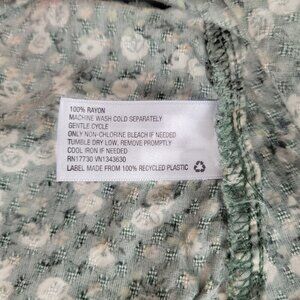 100% RAYON
MACHINE WASH COLD SEPARATELY
GENTLE CYCLE
ONLY NON-CHLORINE BLEACH IF NEEDED
TUMBLE DRY LOW, REMOVE PROMPTLY
COOL IRON IF NEEDED
RN17730 VN1343630
LABEL MADE FROM 100% RECYCLED PLASTIC